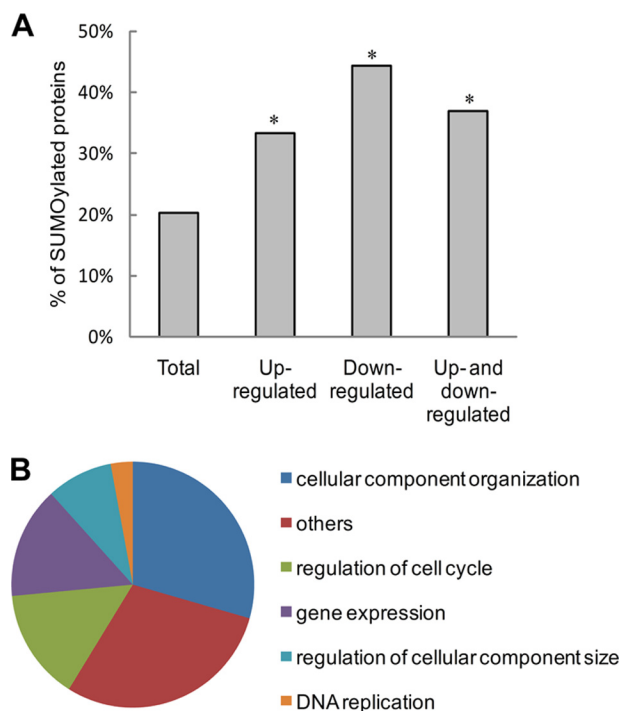 A
% of SUMOylated proteins
50%
40%
30%
20%
10%
0%
*
*
*
Total
Up-
regulated
Down-
regulated
Up- and
down-
regulated
B
cellular component organization
others
regulation of cell cycle
gene expression
regulation of cellular component size
DNA replication